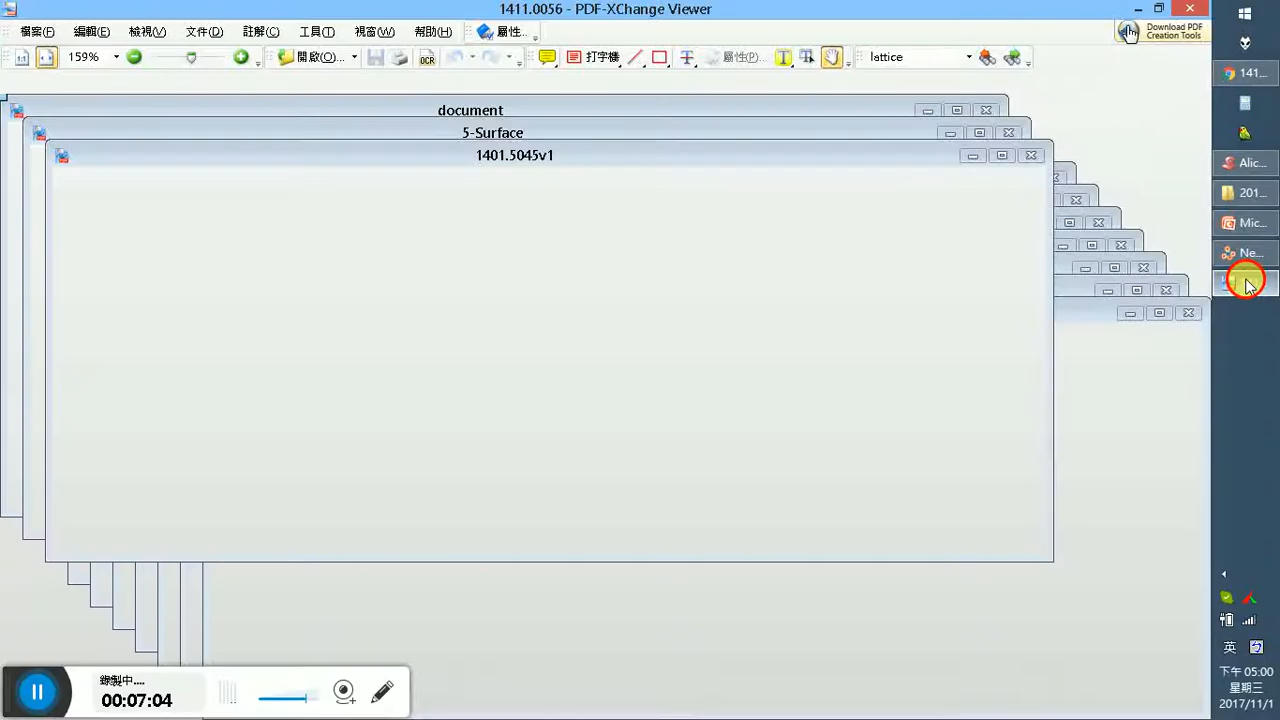 1411.0056 - PDF-XChange Viewer
檔案(F) 編輯(E) 檢視(V) 文件(D) 註解(C) 工具(T) 視窗(W) 幫助(H) 屬性.. Download PDF
Creation Tools
159% 開啟(O)... OCR 打字機 T T 屬性(P)... lattice
document
5-Surface
1401.5045v1
141...
Alic...
201...
Mic...
Ne...
錄製中....
00:07:04
英
下午 05:00
星期三
2017/11/1